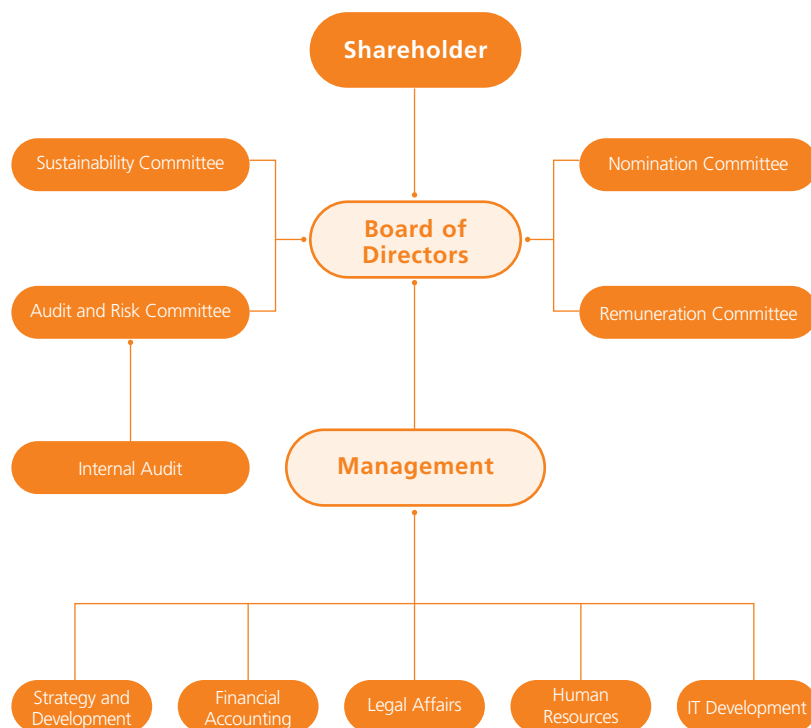 Shareholder
Sustainability Committee
Nomination Committee
Board of
Directors
Audit and Risk Committee
Remuneration Committee
Internal Audit
Management
Strategy and
Development
Financial
Accounting
Legal Affairs
Human
Resources
IT Development